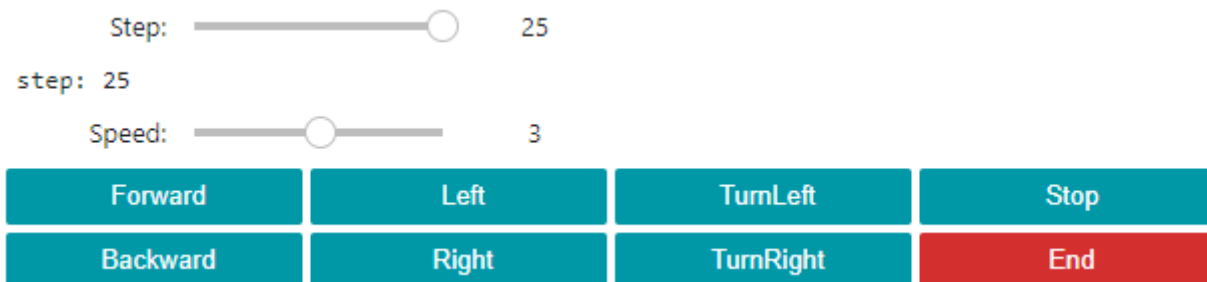 Step: 25
step: 25
Speed: 3
Forward Left TurnLeft Stop
Backward Right TurnRight End